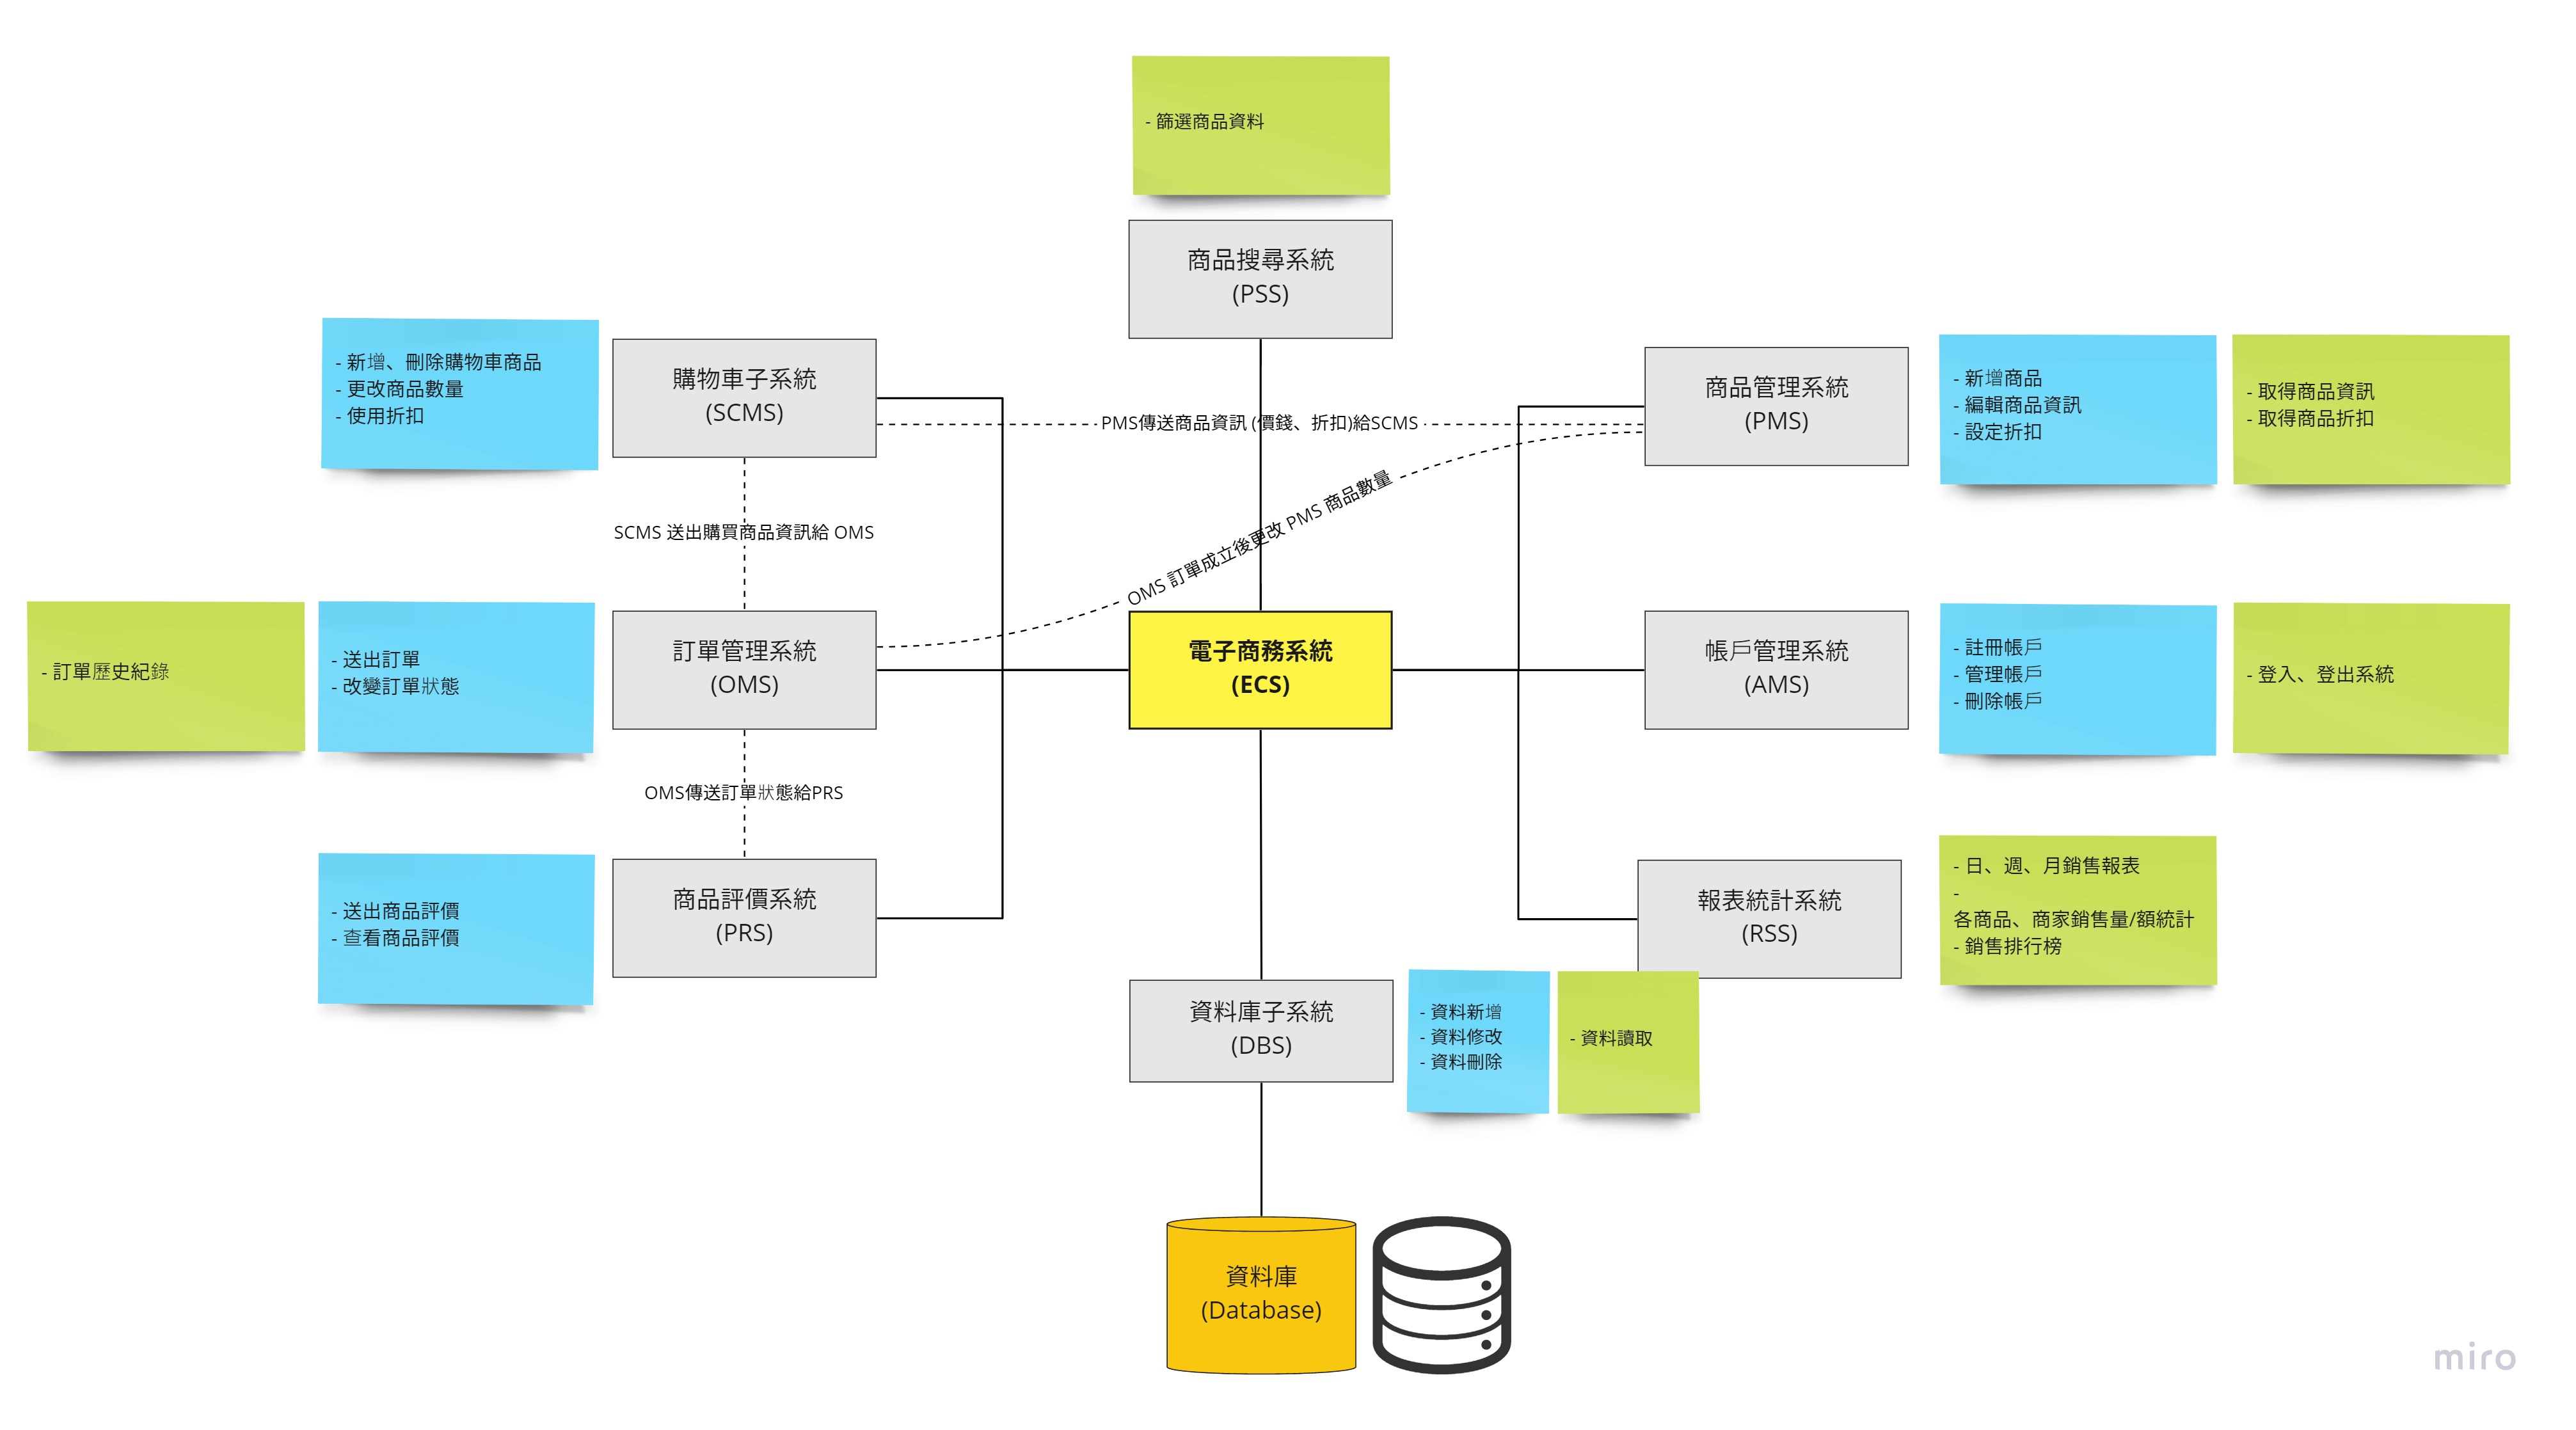 - 篩選商品資料
商品搜尋系統
(PSS)
- 新增、刪除購物車商品
- 更改商品數量
- 使用折扣
購物車子系統
(SCMS)
PMS傳送商品資訊 (價錢、折扣)給SCMS
商品管理系統
(PMS)
- 新增商品
- 編輯商品資訊
- 設定折扣
- 取得商品資訊
- 取得商品折扣
SCMS 送出購買商品資訊給 OMS
OMS 訂單成立後更改 PMS 商品數量
- 訂單歷史紀錄
- 送出訂單
- 改變訂單狀態
訂單管理系統
(OMS)
電子商務系統
(ECS)
帳戶管理系統
(AMS)
- 註冊帳戶
- 管理帳戶
- 刪除帳戶
- 登入、登出系統
OMS傳送訂單狀態給PRS
- 送出商品評價
- 查看商品評價
商品評價系統
(PRS)
報表統計系統
(RSS)
- 日、週、月銷售報表
-
各商品、商家銷售量/額統計
- 銷售排行榜
資料庫子系統
(DBS)
- 資料新增
- 資料修改
- 資料刪除
- 資料讀取
資料庫
(Database)
miro